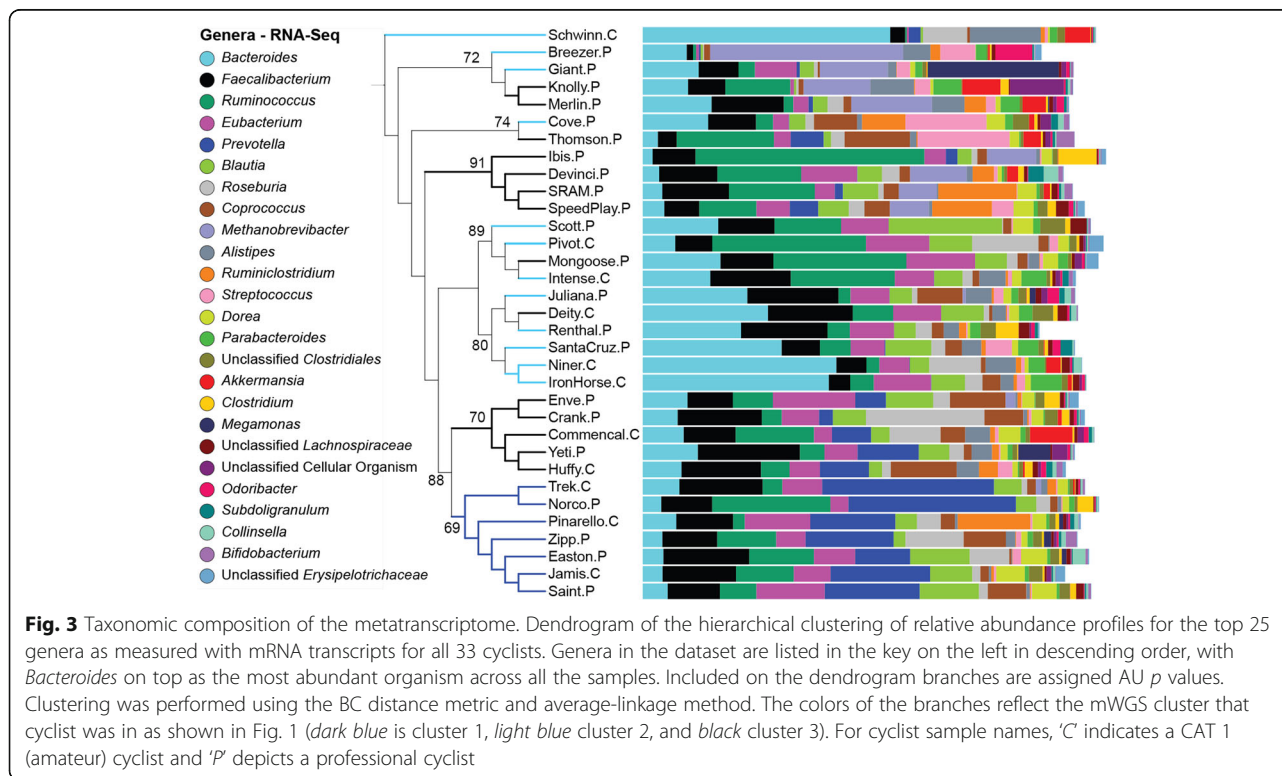 Genera - RNA-Seq
Bacteroides
Faecalibacterium
Ruminococcus
Eubacterium
Prevotella
Blautia
Roseburia
Coprococcus
Methanobrevibacter
Alistipes
Ruminiclostridium
Streptococcus
Dorea
Parabacteroides
Unclassified Clostridiales
Akkermansia
Clostridium
Megamonas
Unclassified Lachnospiraceae
Unclassified Cellular Organism
Odoribacter
Subdoligranulum
Collinsella
Bifidobacterium
Unclassified Erysipelotrichaceae
72
74
91
89
80
70
88
69
Schwinn.C
Breezer.P
Giant.P
Knolly.P
Merlin.P
Cove.P
Thomson.P
Ibis.P
Devinci.P
SRAM.P
SpeedPlay.P
Scott.P
Pivot.C
Mongoose.P
Intense.C
Juliana.P
Deity.C
Renthal.P
SantaCruz.P
Niner.C
IronHorse.C
Enve.P
Crank.P
Commencal.C
Yeti.P
Huffy.C
Trek.C
Norco.P
Pinarello.C
Zipp.P
Easton.P
Jamis.C
Saint.P
Fig. 3 Taxonomic composition of the metatranscriptome. Dendrogram of the hierarchical clustering of relative abundance profiles for the top 25
genera as measured with mRNA transcripts for all 33 cyclists. Genera in the dataset are listed in the key on the left in descending order, with
Bacteroides on top as the most abundant organism across all the samples. Included on the dendrogram branches are assigned AU p values.
Clustering was performed using the BC distance metric and average-linkage method. The colors of the branches reflect the mWGS cluster that
cyclist was in as shown in Fig. 1 (dark blue is cluster 1, light blue cluster 2, and black cluster 3). For cyclist sample names, 'C' indicates a CAT 1
(amateur) cyclist and 'P' depicts a professional cyclist